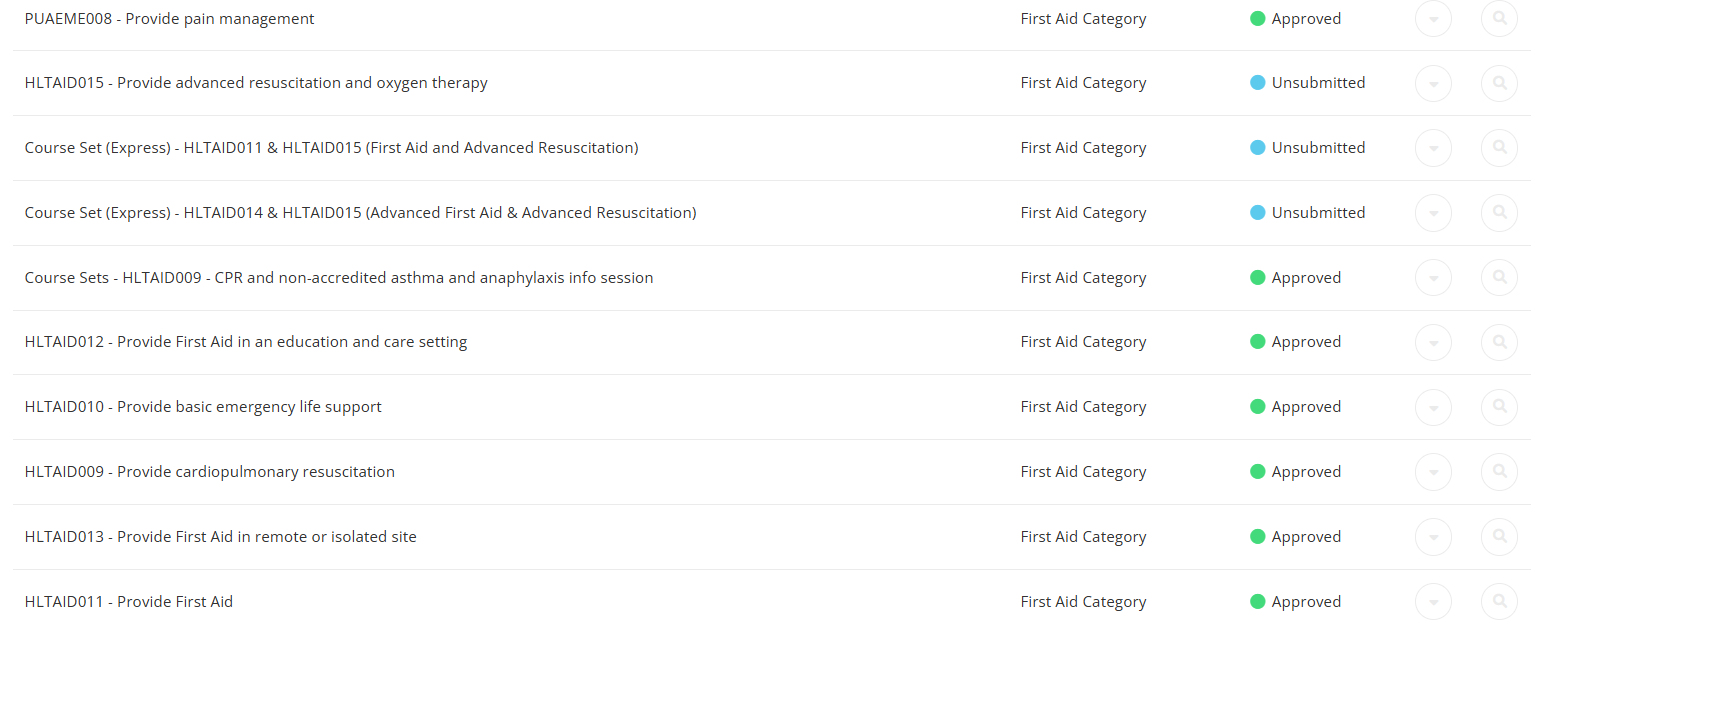 PUAEME008 - Provide pain management First Aid Category Approved
HLTAID015 - Provide advanced resuscitation and oxygen therapy First Aid Category Unsubmitted
Course Set (Express) - HLTAID011 & HLTAID015 (First Aid and Advanced Resuscitation) First Aid Category Unsubmitted
Course Set (Express) - HLTAID014 & HLTAID015 (Advanced First Aid & Advanced Resuscitation) First Aid Category Unsubmitted
Course Sets - HLTAID009 - CPR and non-accredited asthma and anaphylaxis info session First Aid Category Approved
HLTAID012 - Provide First Aid in an education and care setting First Aid Category Approved
HLTAID010 - Provide basic emergency life support First Aid Category Approved
HLTAID009 - Provide cardiopulmonary resuscitation First Aid Category Approved
HLTAID013 - Provide First Aid in remote or isolated site First Aid Category Approved
HLTAID011 - Provide First Aid First Aid Category Approved